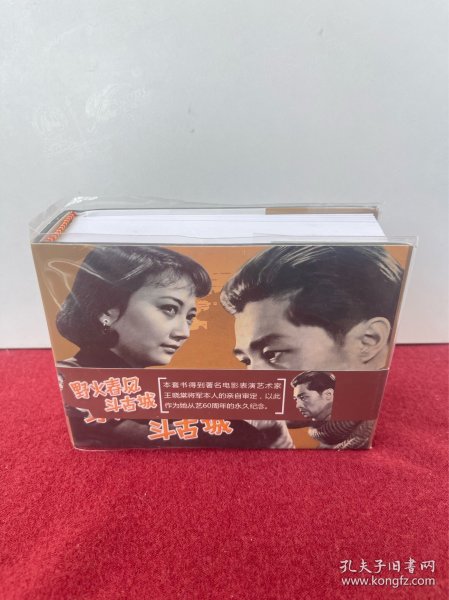 野火春风
斗古城
本套书得到著名电影表演艺术家
王晓棠将军本人的亲自审定，以此
作为她从艺60周年的永久纪念。
斗古城
孔夫子旧书网
www.kongfz.com